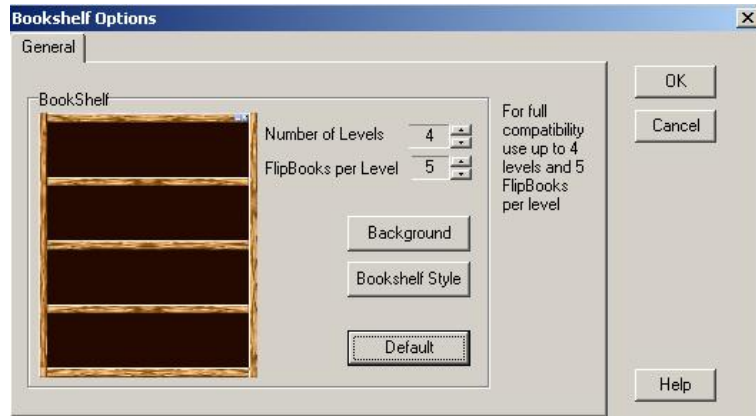 Bookshelf Options
General
BookShelf
Number of Levels 4
FlipBooks per Level 5
For full
compatibility
use up to 4
levels and 5
FlipBooks
per level
Background
Bookshelf Style
Default
OK
Cancel
Help